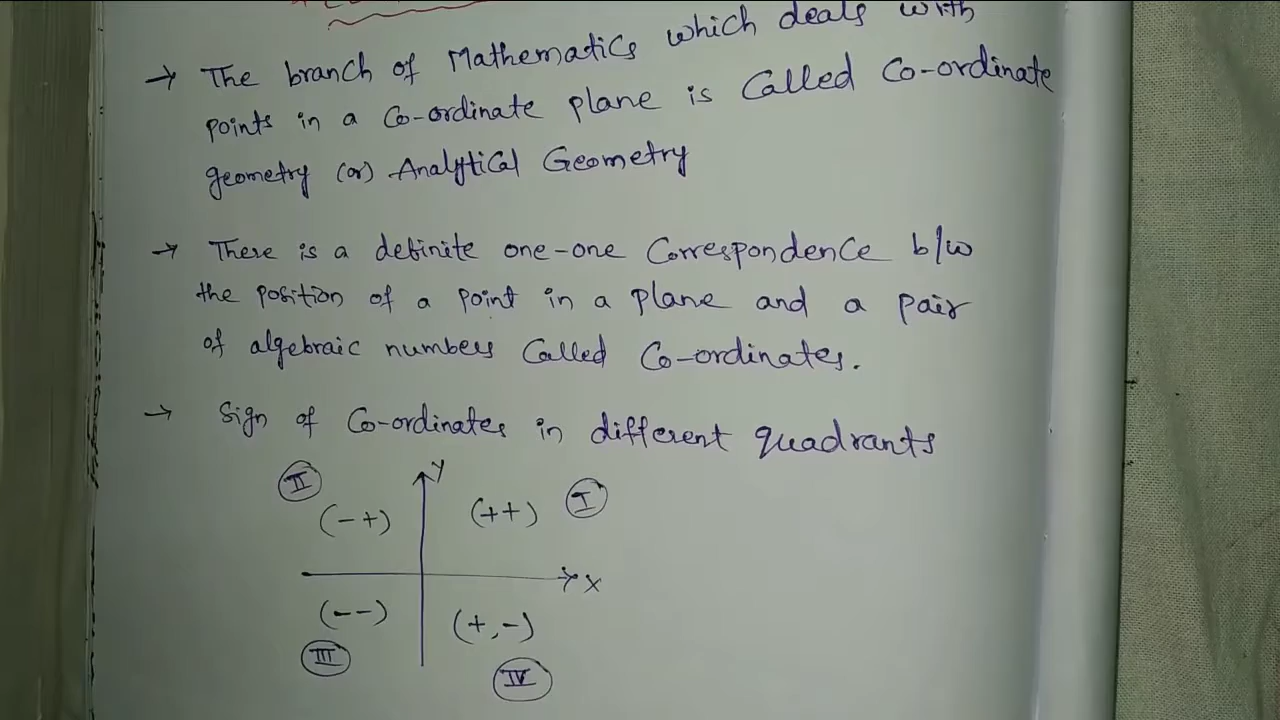 → The branch of Mathematics which deals with
points in a Co-ordinate plane is Called Co-ordinate
geometry (or) Analytical Geometry
→ There is a definite one-one Correspondence b/w
the position of a point in a plane and a pair
of algebraic numbers Called Co-ordinates.
→ Sign of Co-ordinates in different quadrants
II y I
(-+) (++)
x
(--) (+,-)
III IV